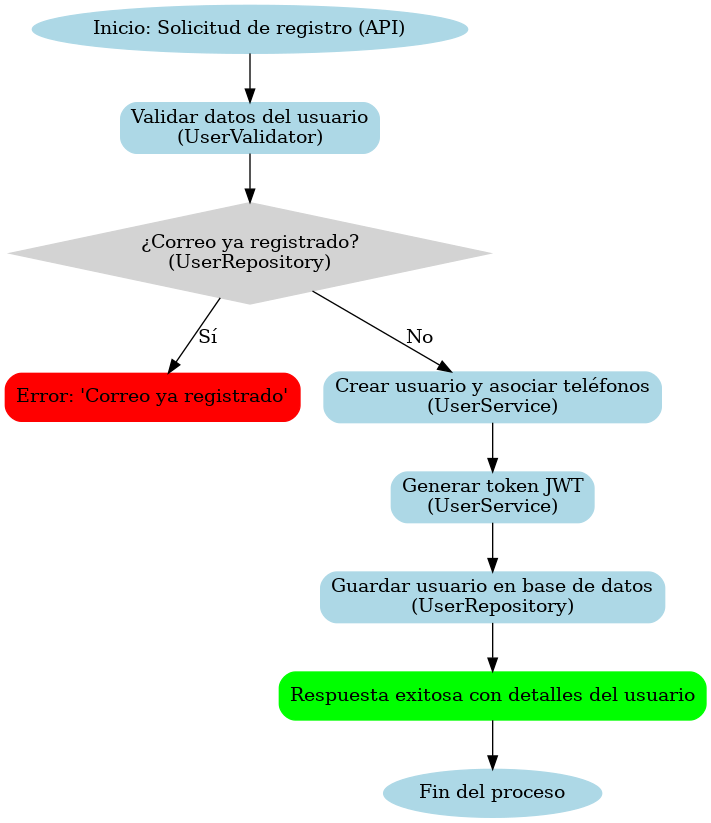 Inicio: Solicitud de registro (API)
Validar datos del usuario
(UserValidator)
¿Correo ya registrado?
(UserRepository)
Sí
No
Error: 'Correo ya registrado'
Crear usuario y asociar teléfonos
(UserService)
Generar token JWT
(UserService)
Guardar usuario en base de datos
(UserRepository)
Respuesta exitosa con detalles del usuario
Fin del proceso